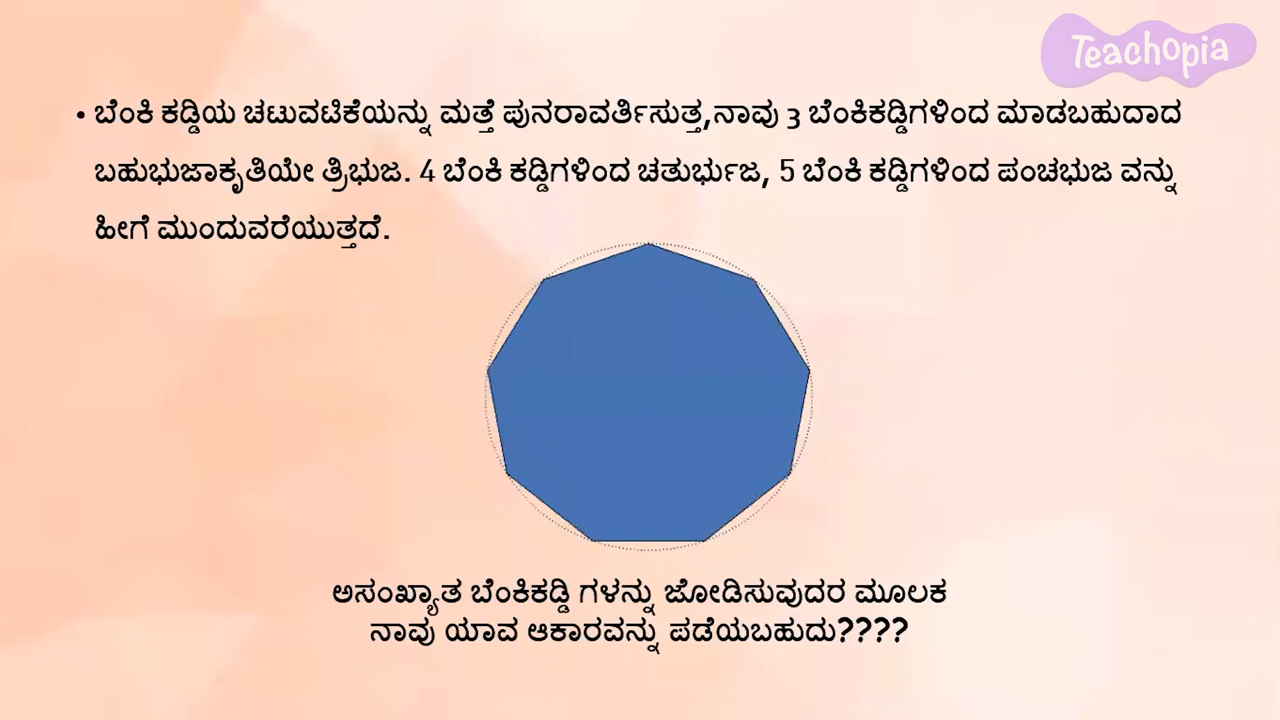 Teachopia
• ಬೆಂಕಿ ಕಡ್ಡಿಯ ಚಟುವಟಿಕೆಯನ್ನು ಮತ್ತೆ ಪುನರಾವರ್ತಿಸುತ್ತ,ನಾವು 3 ಬೆಂಕಿಕಡ್ಡಿಗಳಿಂದ ಮಾಡಬಹುದಾದ
ಬಹುಭುಜಾಕೃತಿಯೇ ತ್ರಿಭುಜ. 4 ಬೆಂಕಿ ಕಡ್ಡಿಗಳಿಂದ ಚತುರ್ಭುಜ, 5 ಬೆಂಕಿ ಕಡ್ಡಿಗಳಿಂದ ಪಂಚಭುಜ ವನ್ನು
ಹೀಗೆ ಮುಂದುವರೆಯುತ್ತದೆ.
ಅಸಂಖ್ಯಾತ ಬೆಂಕಿಕಡ್ಡಿ ಗಳನ್ನು ಜೋಡಿಸುವುದರ ಮೂಲಕ
ನಾವು ಯಾವ ಆಕಾರವನ್ನು ಪಡೆಯಬಹುದು????